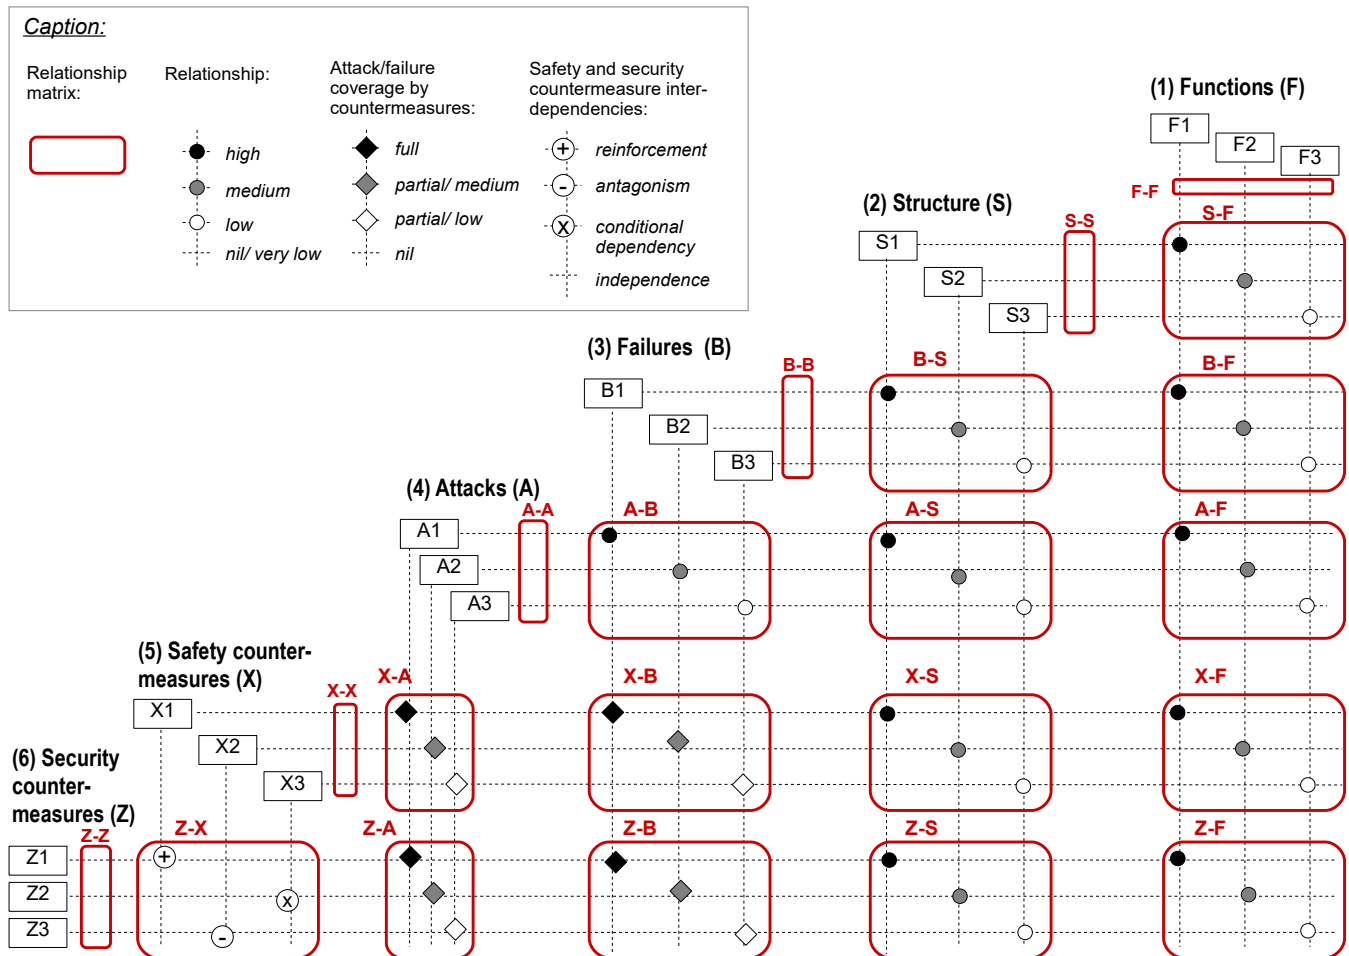 Caption:
Relationship
matrix:
Relationship:
high
medium
low
nil/ very low
Attack/failure
coverage by
countermeasures:
full
partial/ medium
partial/ low
nil
Safety and security
countermeasure inter-
dependencies:
+ reinforcement
- antagonism
x conditional
dependency
independence
(1) Functions (F)
F1
F2
F3
F-F
(2) Structure (S)
S-S
S-F
S1
S2
S3
(3) Failures (B)
B-B
B-S
B-F
B1
B2
B3
(4) Attacks (A)
A-A
A-B
A-S
A-F
A1
A2
A3
(5) Safety counter-
measures (X)
X-X
X-A
X-B
X-S
X-F
X1
X2
X3
(6) Security
counter-
measures (Z)
Z-Z
Z-X
Z-A
Z-B
Z-S
Z-F
Z1
+
Z2
x
Z3
-